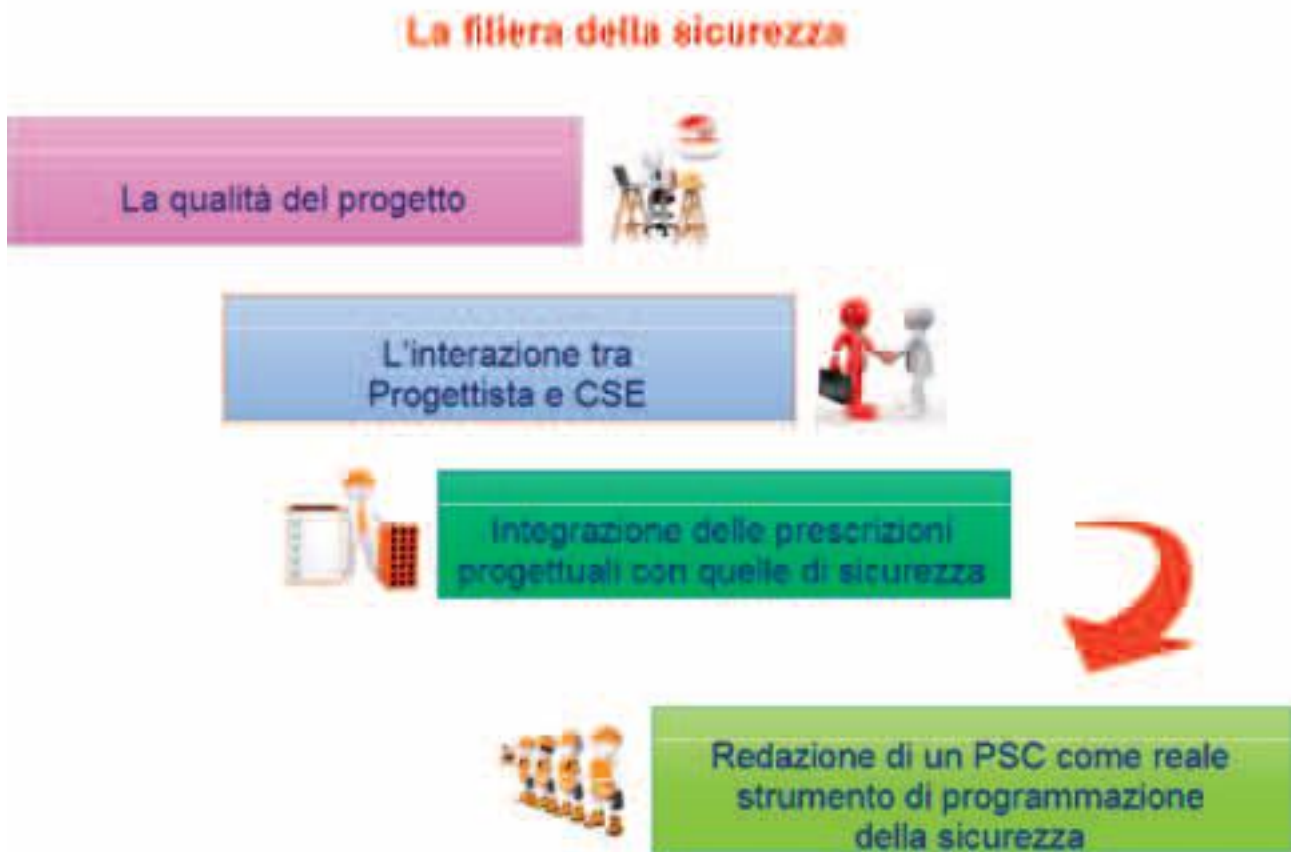 La filiera della sicurezza
La qualità del progetto
L'interazione tra
Progettista e CSE
Integrazione delle prescrizioni
progettuali con quelle di sicurezza
Redazione di un PSC come reale
strumento di programmazione
della sicurezza